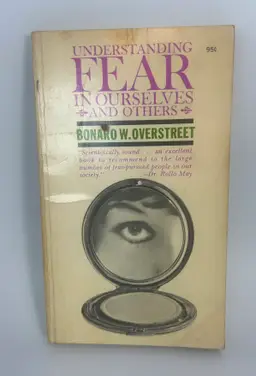 UNDERSTANDING
95¢
FEAR
IN OURSELVES
AND OTHERS
BONARO W. OVERSTREET
"Scientifically sound . . . an excellent
book to recommend to the large
number of fear-pursued people in our
society." —Dr. Rollo May